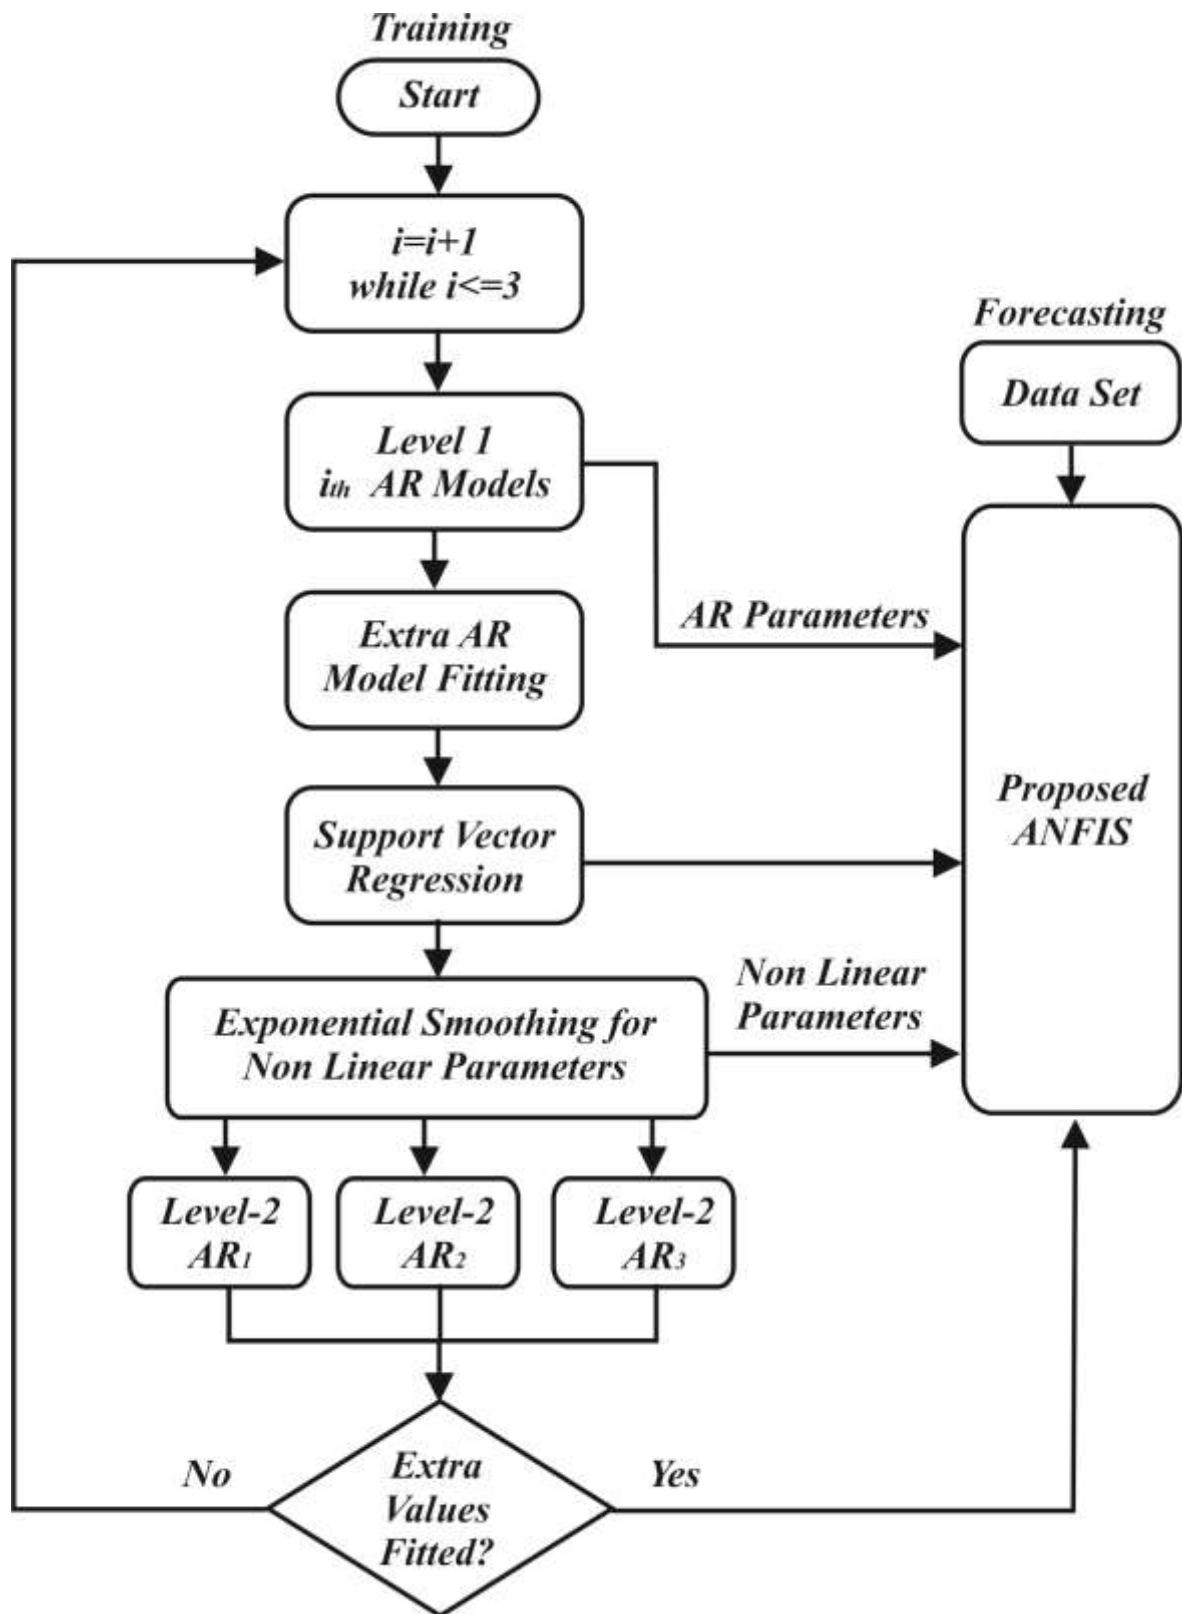 Training
Start
i=i+1
while i<=3
Forecasting
Data Set
Level 1
ith AR Models
AR Parameters
Extra AR
Model Fitting
Proposed
ANFIS
Support Vector
Regression
Non Linear
Parameters
Exponential Smoothing for
Non Linear Parameters
Level-2
AR1
Level-2
AR2
Level-2
AR3
No
Extra
Values
Fitted?
Yes